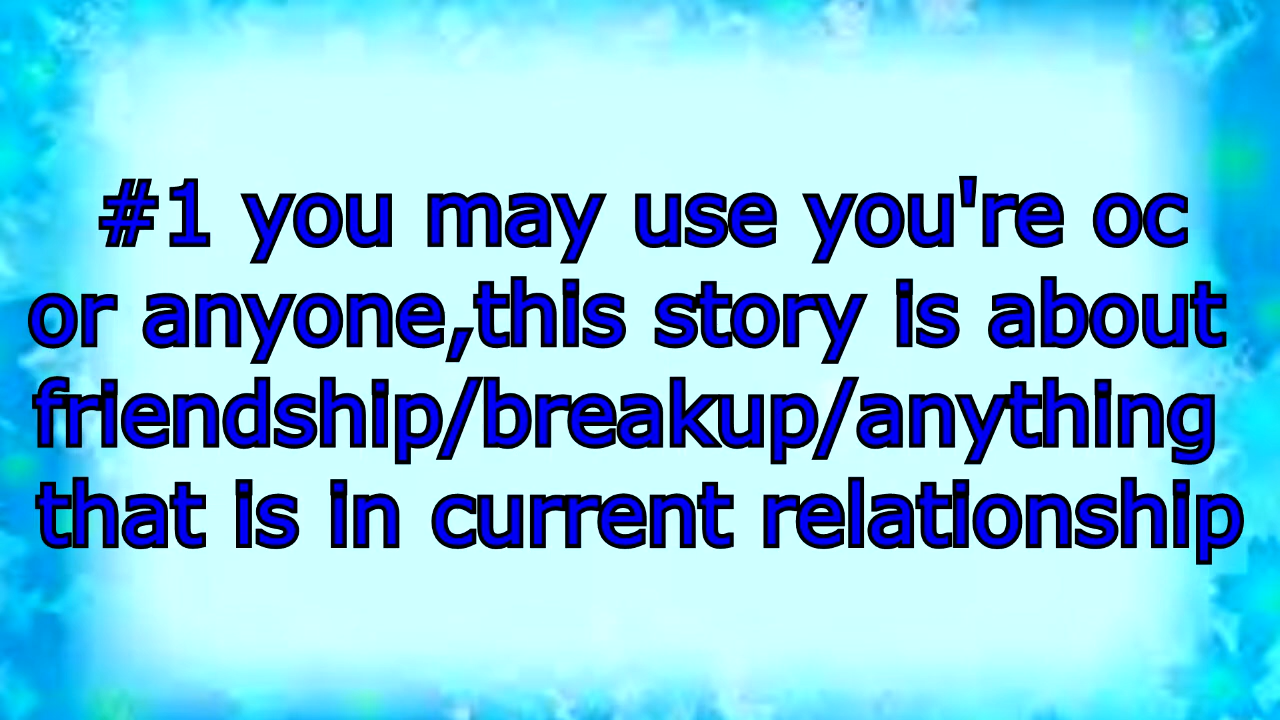 #1 you may use you're oc
or anyone,this story is about
friendship/breakup/anything
that is in current relationship